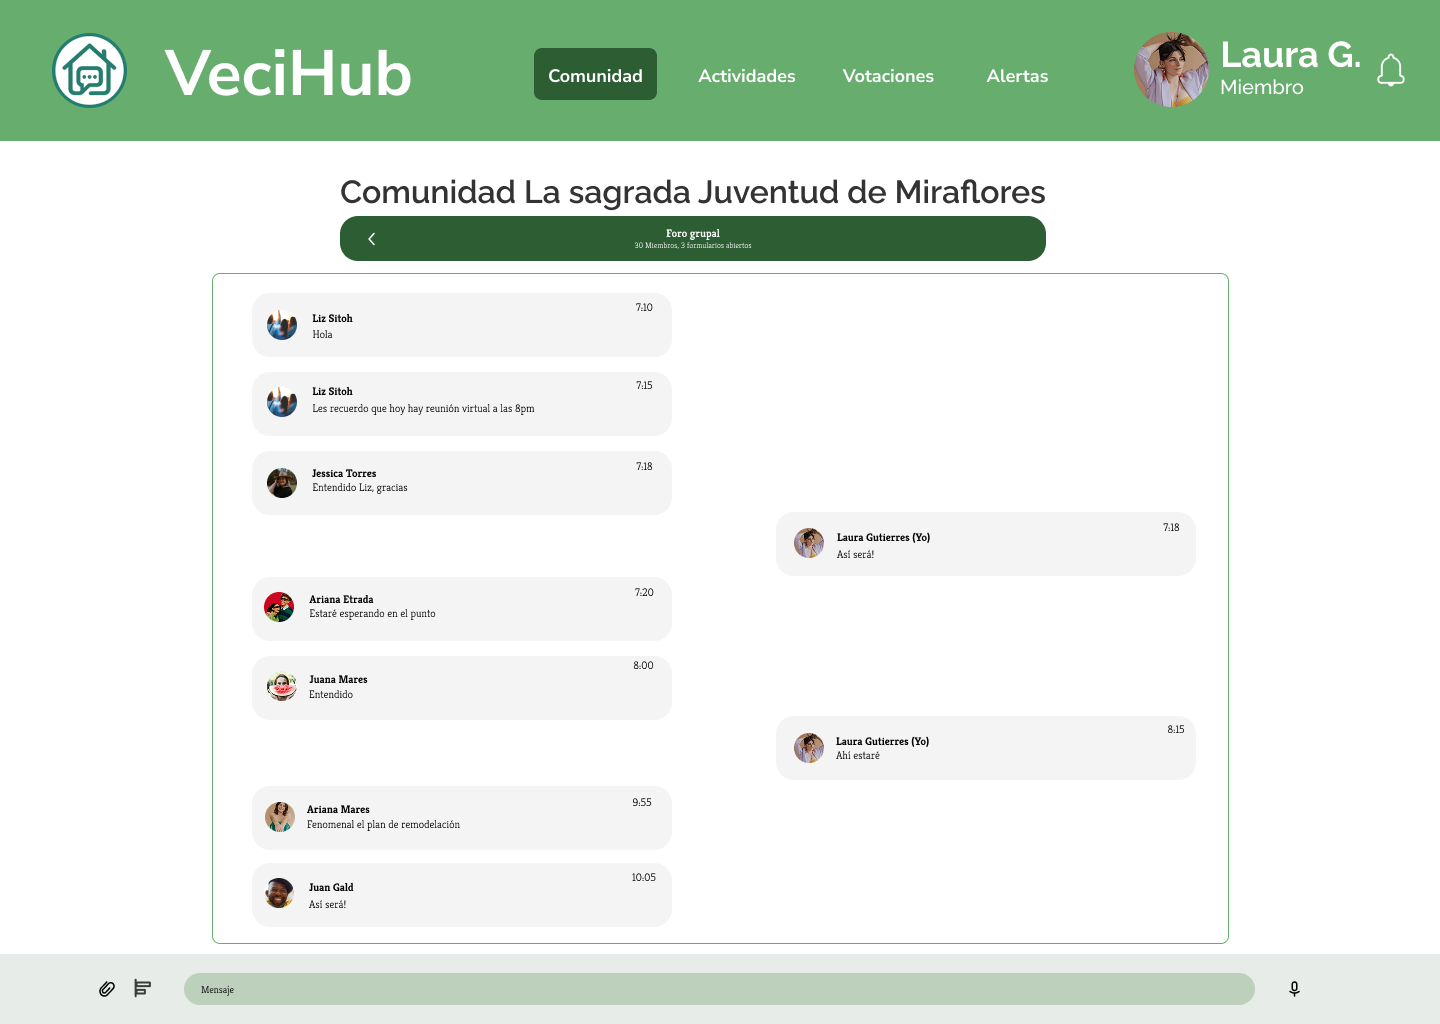 VeciHub
Comunidad
Actividades
Votaciones
Alertas
Laura G.
Miembro
Comunidad La sagrada Juventud de Miraflores
Foro grupal
30 Miembros, 3 formularios abiertos
7:10
Liz Sitoh
Hola
7:15
Liz Sitoh
Les recuerdo que hoy hay reunión virtual a las 8pm
7:18
Jessica Torres
Entendido Liz, gracias
7:18
Laura Gutierres (Yo)
Así será!
7:20
Ariana Etrada
Estaré esperando en el punto
8:00
Juana Mares
Entendido
8:15
Laura Gutierres (Yo)
Ahí estaré
9:55
Ariana Mares
Fenomenal el plan de remodelación
10:05
Juan Gald
Así será!
Mensaje